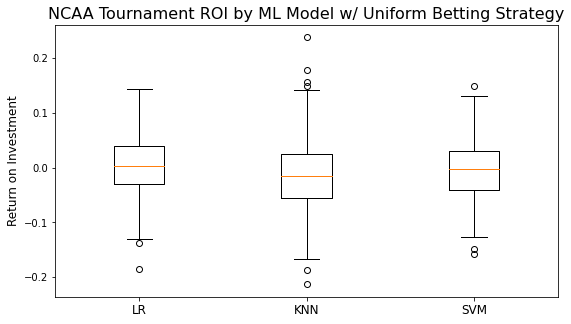 NCAA Tournament ROI by ML Model w/ Uniform Betting Strategy
Return on Investment
0.2
0.1
0.0
−0.1
−0.2
LR
KNN
SVM